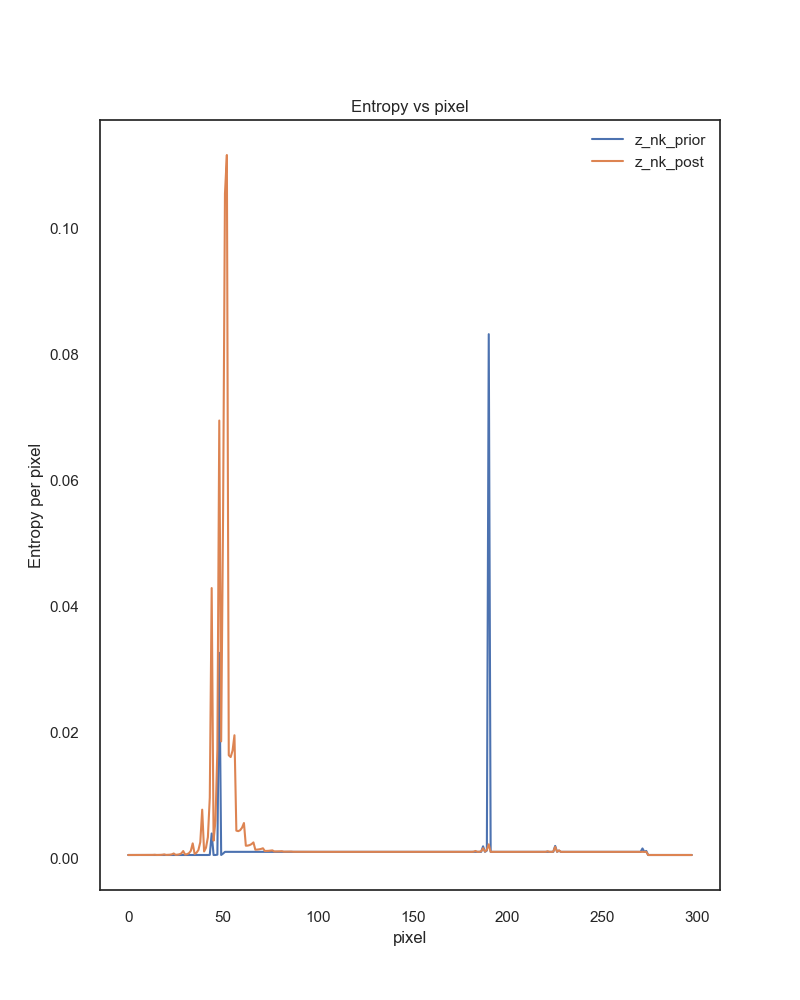 Entropy vs pixel
z_nk_prior
z_nk_post
0.10
0.08
0.06
0.04
0.02
0.00
Entropy per pixel
0 50 100 150 200 250 300
pixel